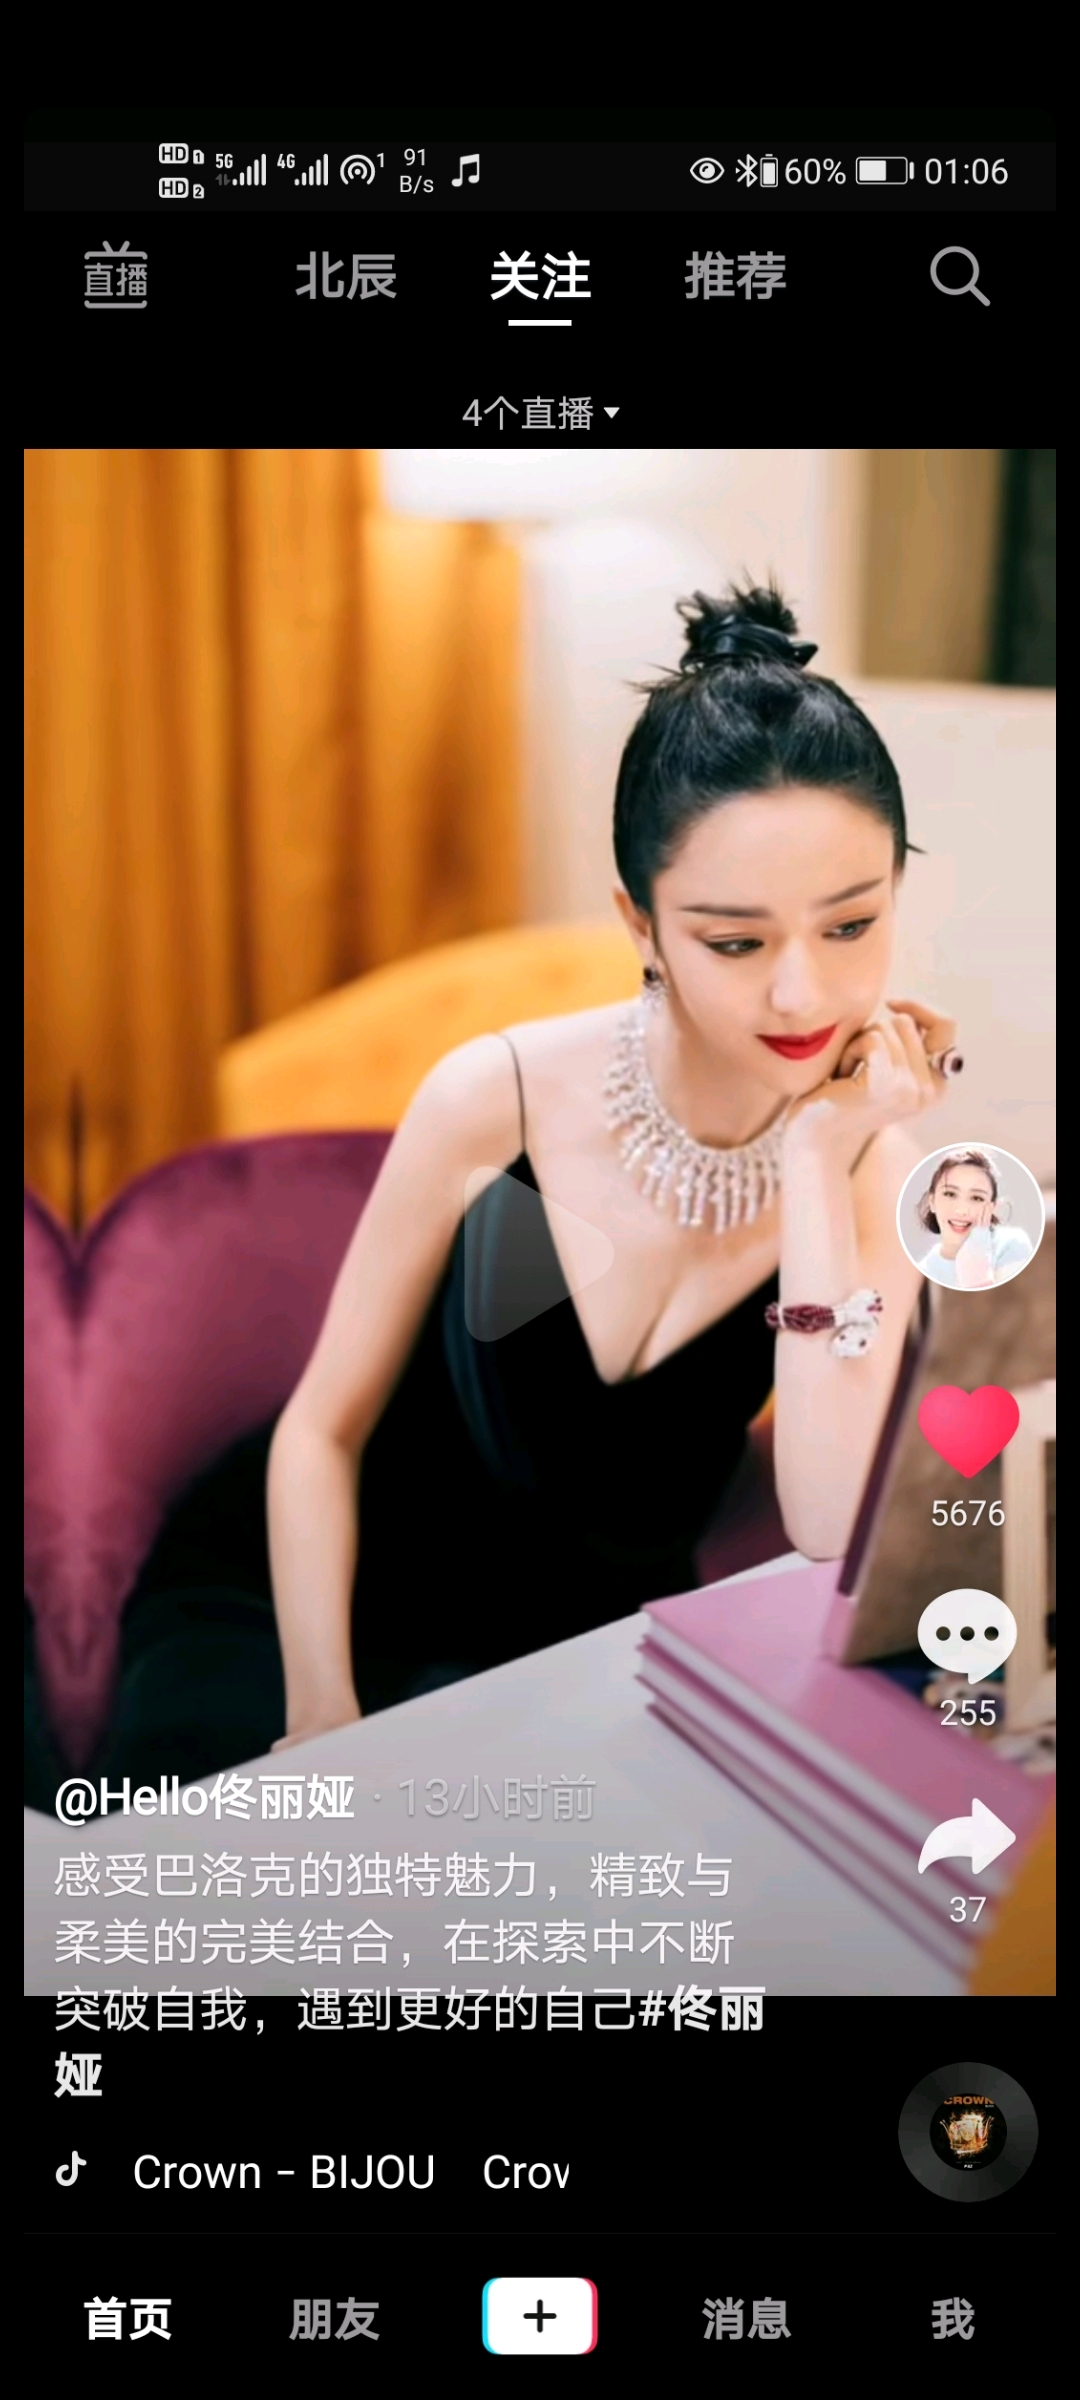 HD 1 5G 4G 1 91 60% 01:06
HD 2 B/s
直播 北辰 关注 推荐
4个直播
5676
255
@Hello佟丽娅 · 13小时前
感受巴洛克的独特魅力，精致与
柔美的完美结合，在探索中不断
突破自我，遇到更好的自己#佟丽
娅
37
CROWN
Crown - BIJOU Crov
首页 朋友 消息 我